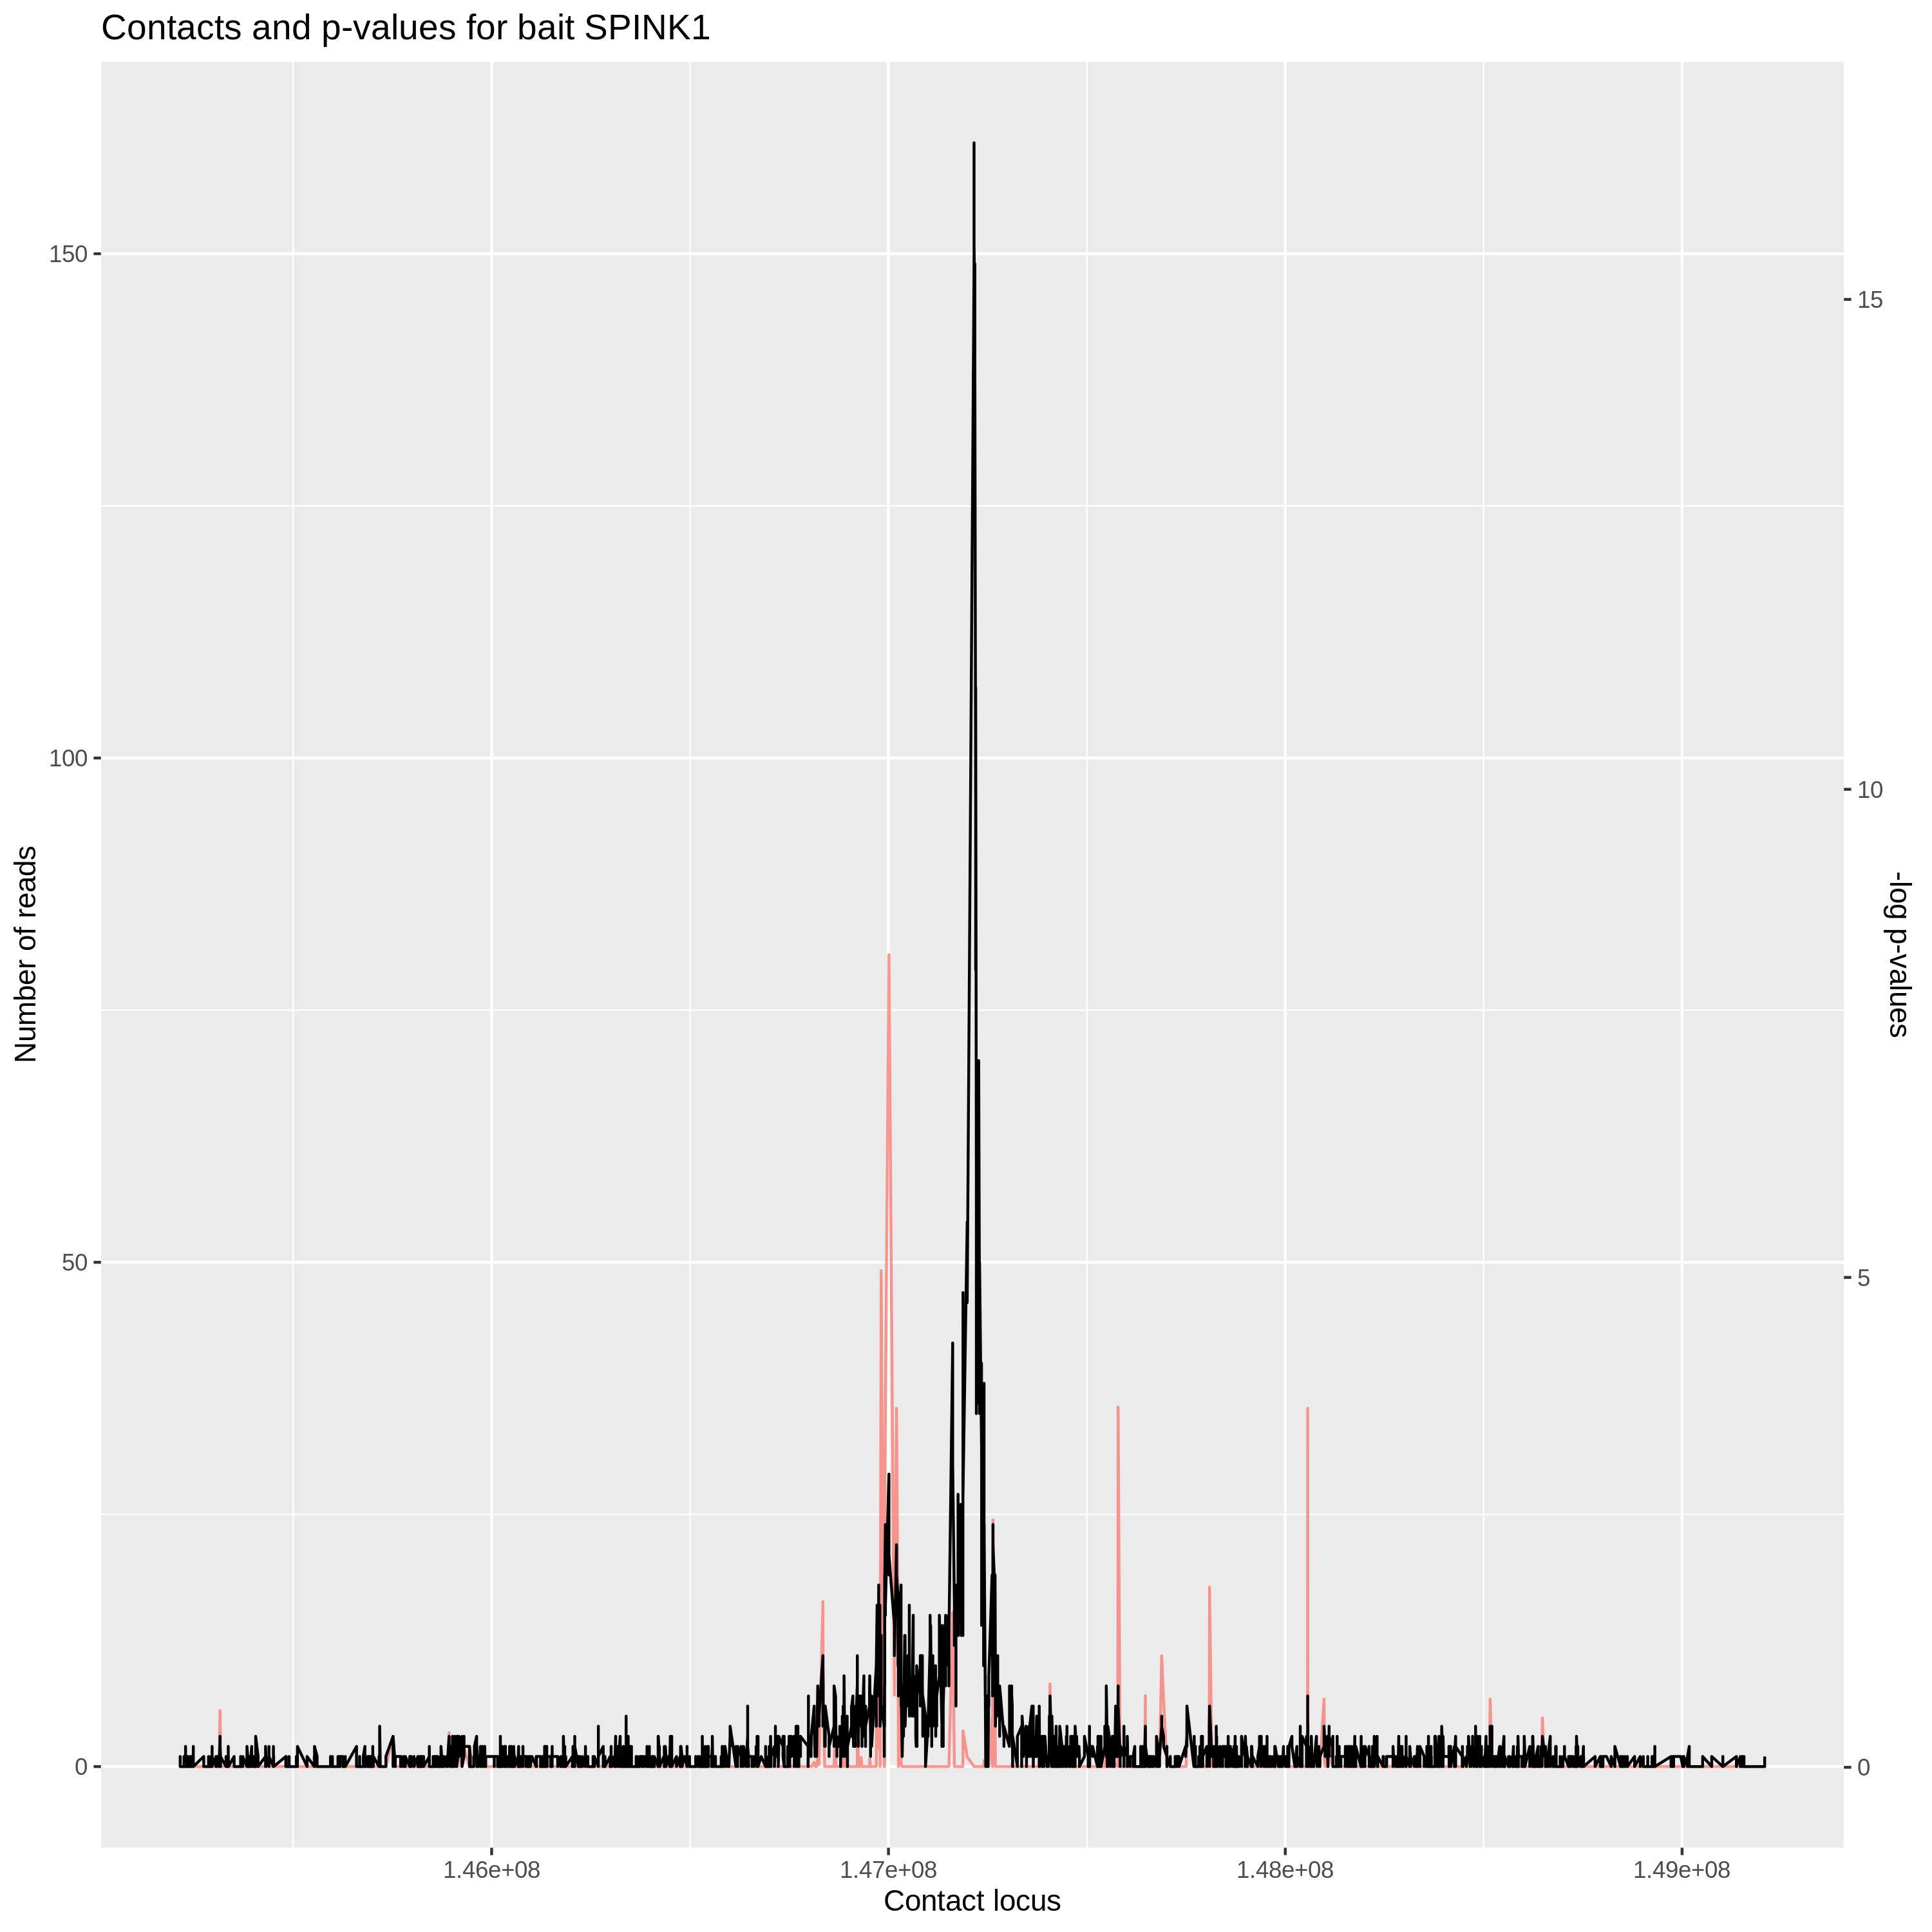 Contacts and p-values for bait SPINK1
Number of reads
150
100
50
0
15
10
5
0
-log p-values
1.46e+08 1.47e+08 1.48e+08 1.49e+08
Contact locus